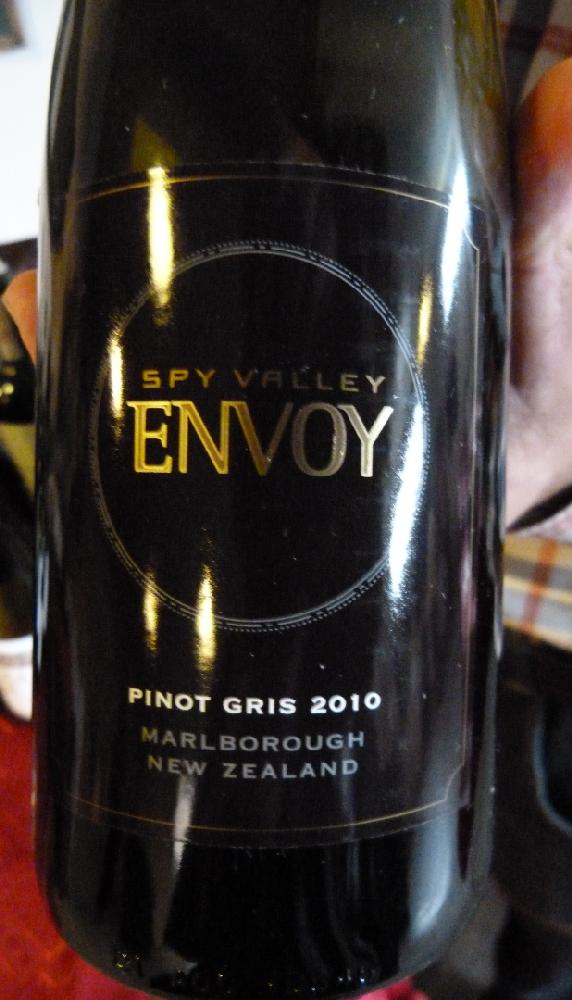 SPY VALLEY
ENVOY
PINOT GRIS 2010
MARLBOROUGH
NEW ZEALAND